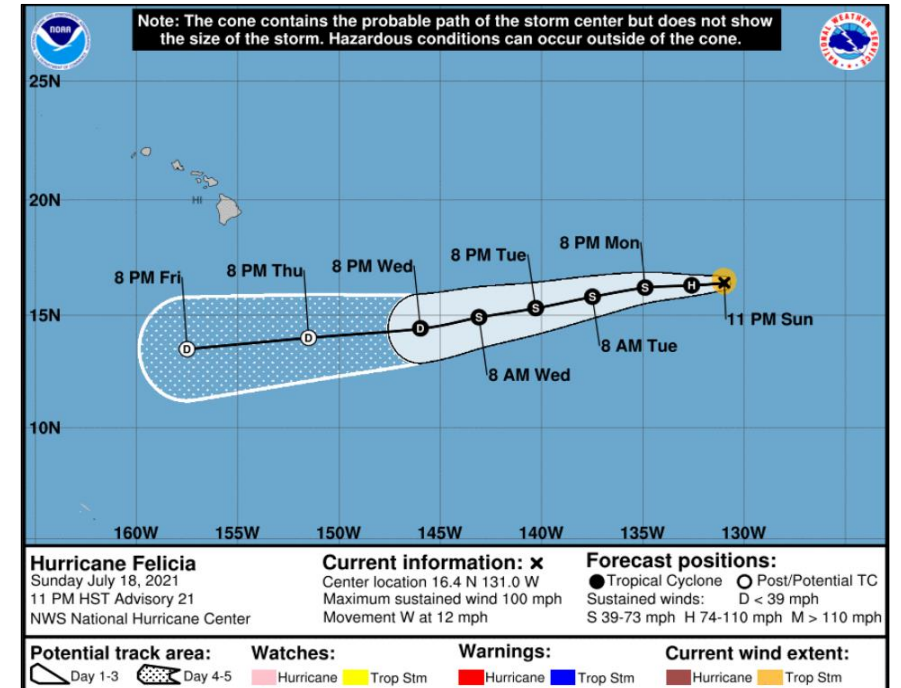 Note: The cone contains the probable path of the storm center but does not show
the size of the storm. Hazardous conditions can occur outside of the cone.
NOAA
NATIONAL WEATHER SERVICE
25N
20N
HI
8 PM Mon
8 PM Tue
8 PM Wed
8 PM Thu
8 PM Fri
D
D
D
S
S
S
S
H
15N
11 PM Sun
8 AM Tue
8 AM Wed
10N
160W 155W 150W 145W 140W 135W 130W
Hurricane Felicia
Sunday July 18, 2021
11 PM HST Advisory 21
NWS National Hurricane Center
Current information: ×
Center location 16.4 N 131.0 W
Maximum sustained wind 100 mph
Movement W at 12 mph
Forecast positions:
Tropical Cyclone Post/Potential TC
Sustained winds: D < 39 mph
S 39-73 mph H 74-110 mph M > 110 mph
Potential track area:
Day 1-3 Day 4-5
Watches:
Hurricane Trop Stm
Warnings:
Hurricane Trop Stm
Current wind extent:
Hurricane Trop Stm